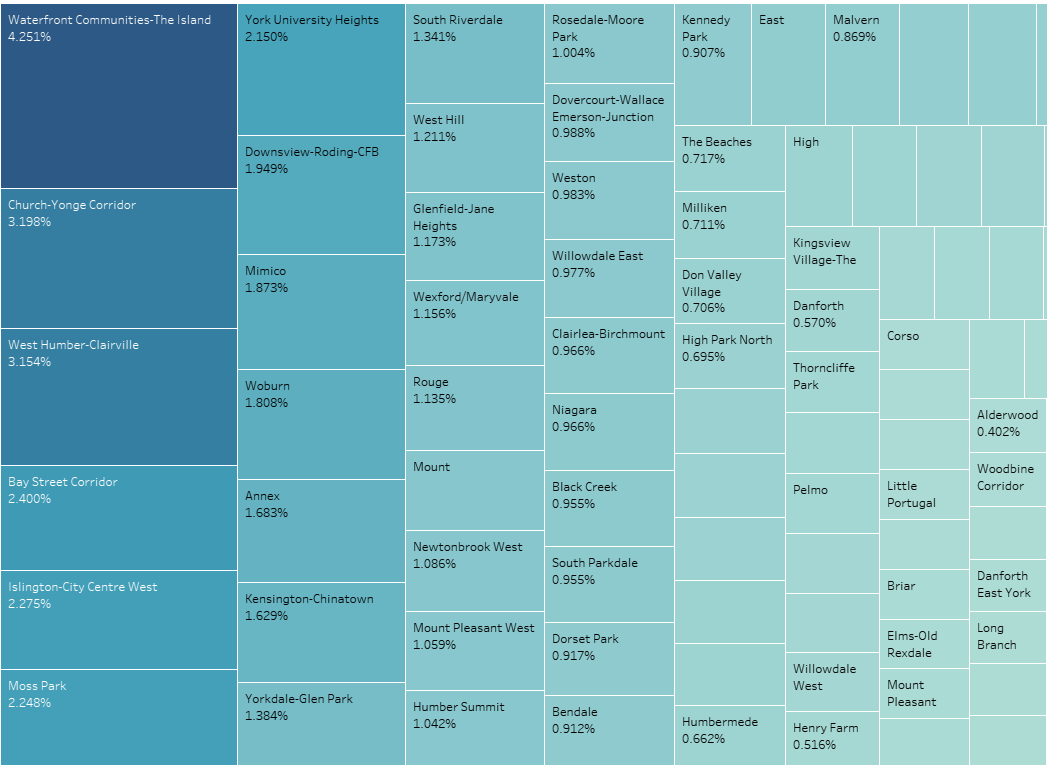 Waterfront Communities-The Island
4.251%
Church-Yonge Corridor
3.198%
West Humber-Clairville
3.154%
Bay Street Corridor
2.400%
Islington-City Centre West
2.275%
Moss Park
2.248%
York University Heights
2.150%
Downsview-Roding-CFB
1.949%
Mimico
1.873%
Woburn
1.808%
Annex
1.683%
Kensington-Chinatown
1.629%
Yorkdale-Glen Park
1.384%
South Riverdale
1.341%
West Hill
1.211%
Glenfield-Jane
Heights
1.173%
Wexford/Maryvale
1.156%
Rouge
1.135%
Mount
Newtonbrook West
1.086%
Mount Pleasant West
1.059%
Humber Summit
1.042%
Rosedale-Moore
Park
1.004%
Dovercourt-Wallace
Emerson-Junction
0.988%
Weston
0.983%
Willowdale East
0.977%
Clairlea-Birchmount
0.966%
Niagara
0.966%
Black Creek
0.955%
South Parkdale
0.955%
Dorset Park
0.917%
Bendale
0.912%
Kennedy
Park
0.907%
East
Malvern
0.869%
The Beaches
0.717%
Milliken
0.711%
Don Valley
Village
0.706%
High Park North
0.695%
Humbermede
0.662%
High
Kingsview
Village-The
Danforth
0.570%
Thorncliffe
Park
Pelmo
Willowdale
West
Henry Farm
0.516%
Corso
Little
Portugal
Briar
Elms-Old
Rexdale
Mount
Pleasant
Alderwood
0.402%
Woodbine
Corridor
Danforth
East York
Long
Branch